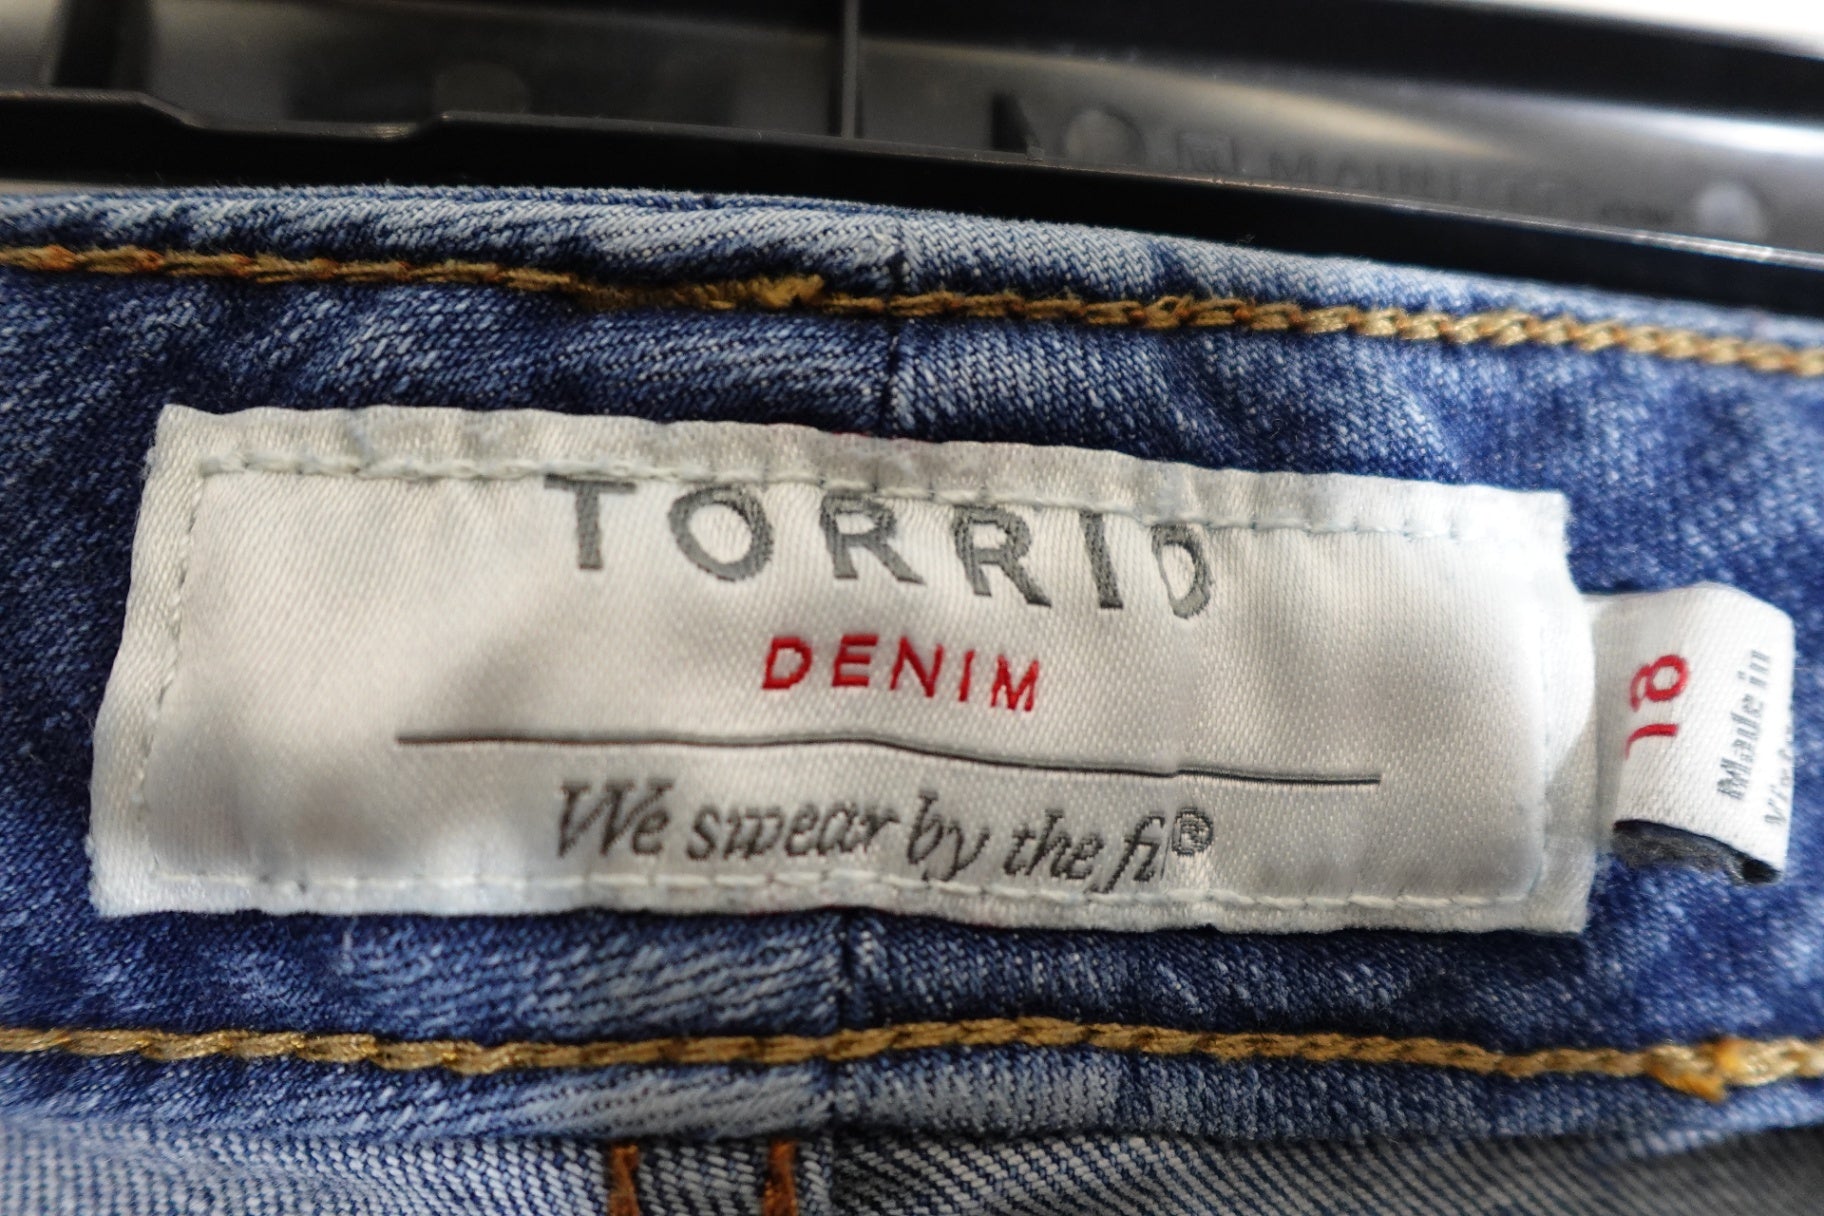 TORRID
DENIM
We swear by the fi®
18
Made in